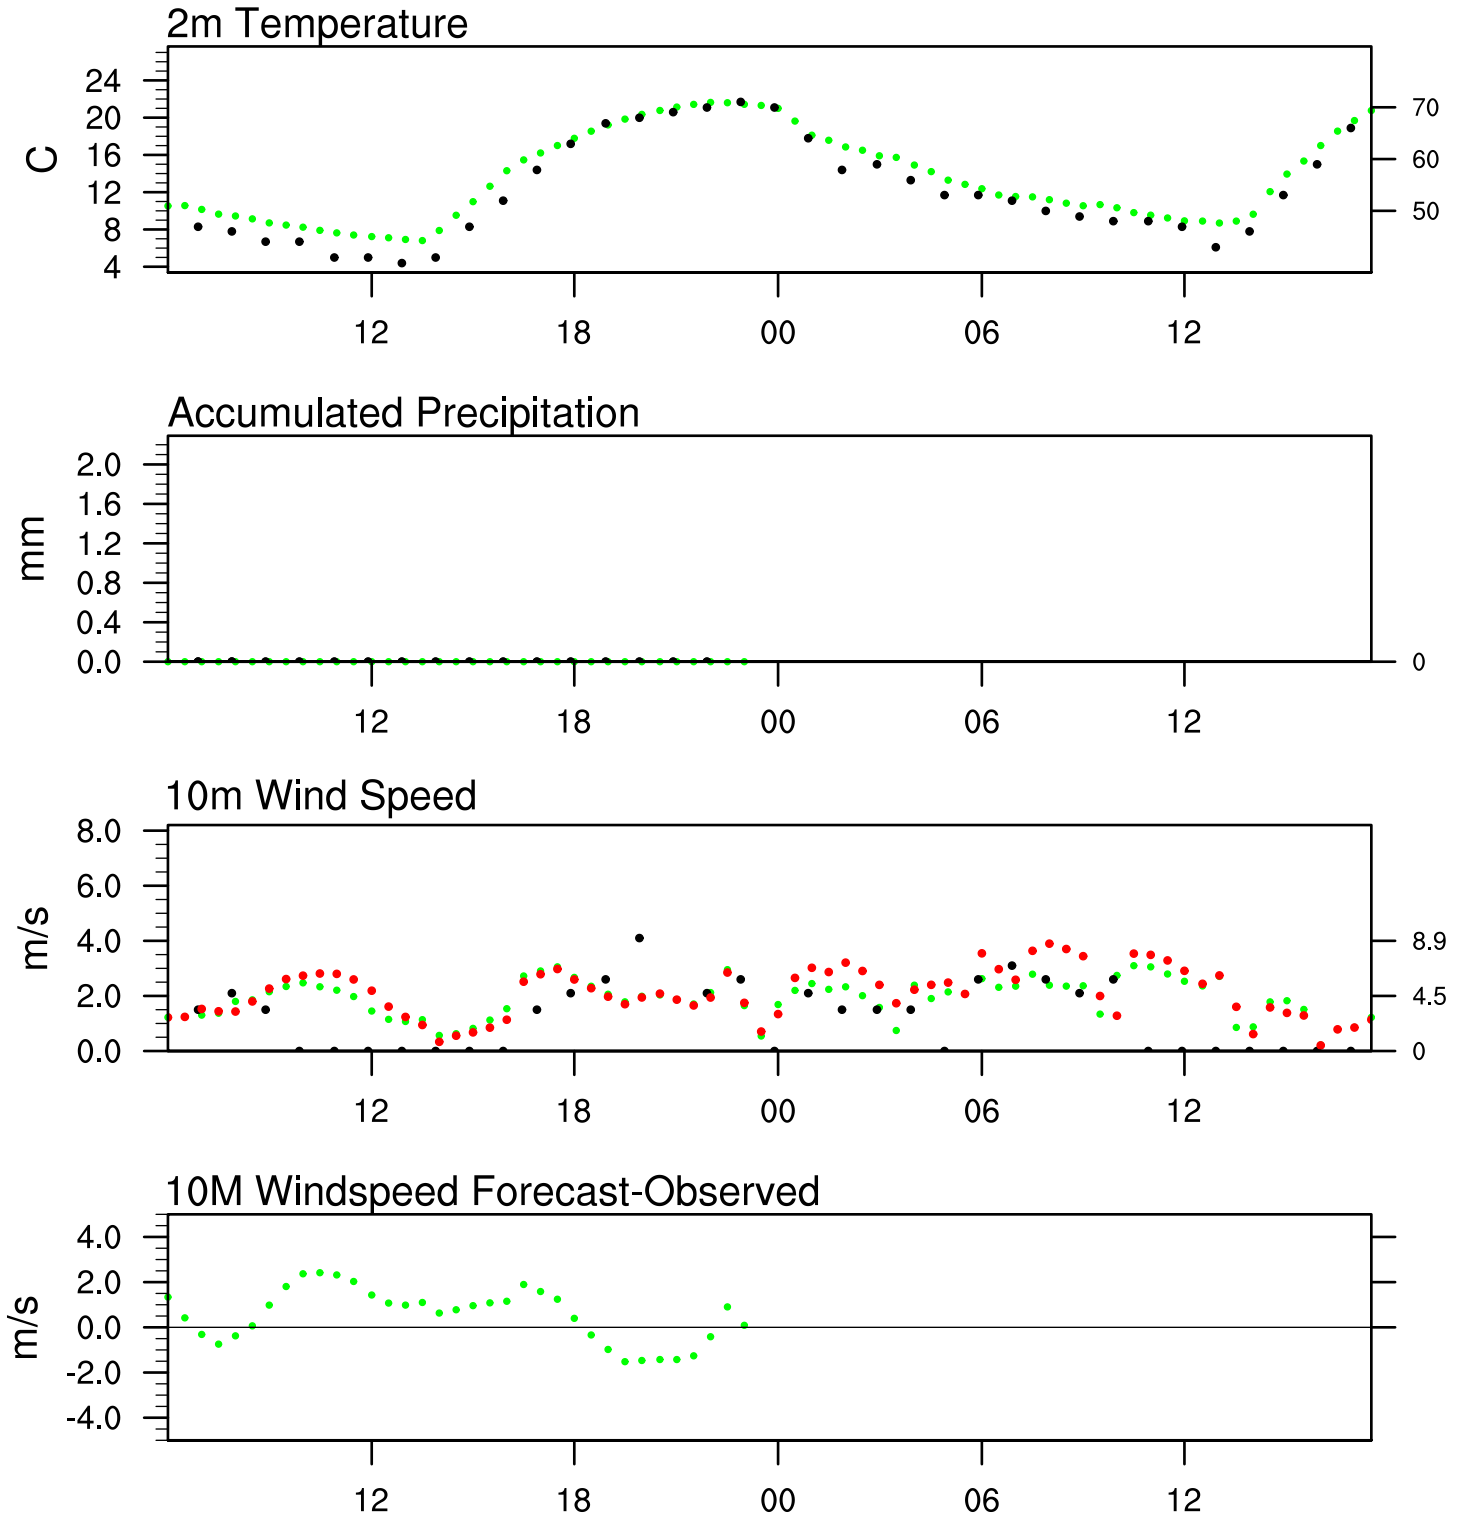 2m Temperature
24
20
16
12
8
4
C
70
60
50
12 18 00 06 12
Accumulated Precipitation
2.0
1.6
1.2
0.8
0.4
0.0
mm
0
12 18 00 06 12
10m Wind Speed
8.0
6.0
4.0
2.0
0.0
m/s
8.9
4.5
0
12 18 00 06 12
10M Windspeed Forecast-Observed
4.0
2.0
0.0
-2.0
-4.0
m/s
12 18 00 06 12